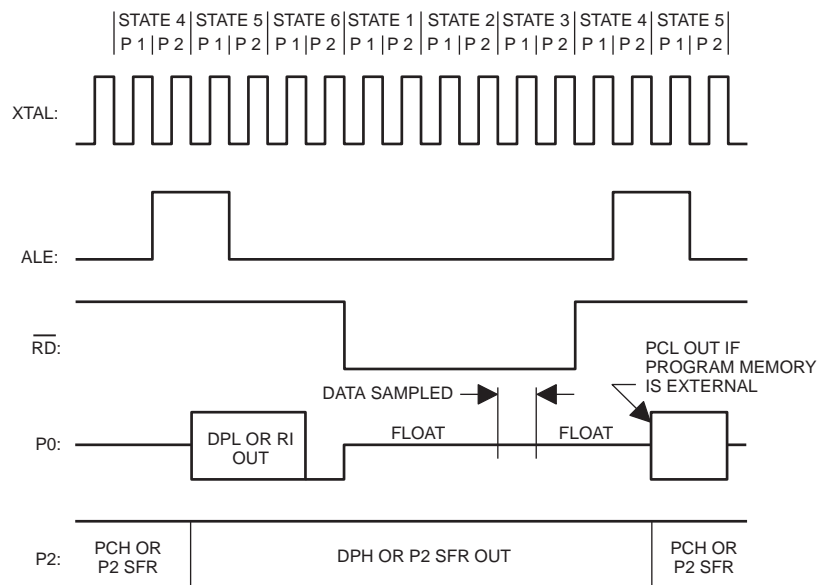 STATE 4 STATE 5 STATE 6 STATE 1 STATE 2 STATE 3 STATE 4 STATE 5
P 1 P 2 P 1 P 2 P 1 P 2 P 1 P 2 P 1 P 2 P 1 P 2 P 1 P 2 P 1 P 2
XTAL:
ALE:
RD:
PCL OUT IF
PROGRAM MEMORY
IS EXTERNAL
DATA SAMPLED
P0:
DPL OR RI
OUT
FLOAT
FLOAT
P2:
PCH OR
P2 SFR
DPH OR P2 SFR OUT
PCH OR
P2 SFR